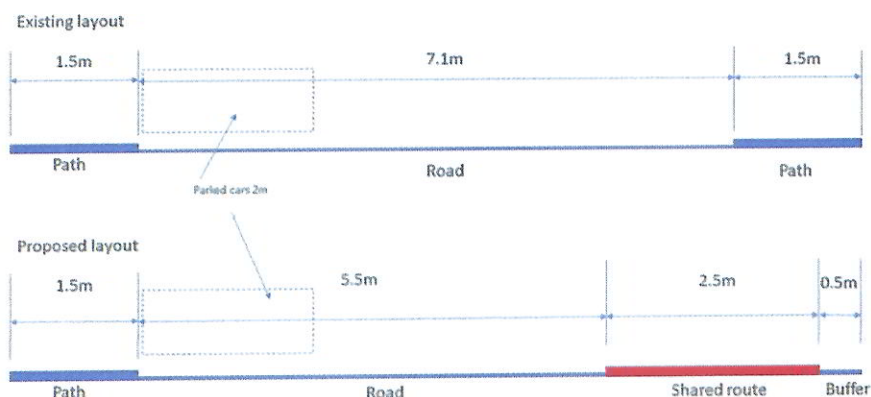 Existing layout
1.5m 7.1m 1.5m
Path Road Path
Parked cars 2m
Proposed layout
1.5m 5.5m 2.5m 0.5m
Path Road Shared route Buffer